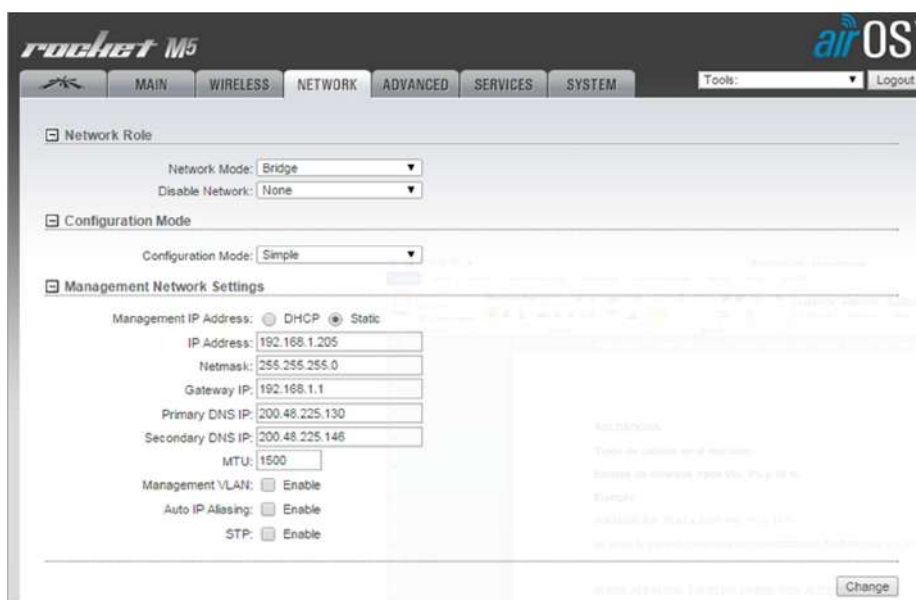 rocket M5
airOS
MAIN WIRELESS NETWORK ADVANCED SERVICES SYSTEM Tools: Logout
Network Role
Network Mode: Bridge
Disable Network: None
Configuration Mode
Configuration Mode: Simple
Management Network Settings
Management IP Address: DHCP Static
IP Address: 192.168.1.205
Netmask: 255.255.255.0
Gateway IP: 192.168.1.1
Primary DNS IP: 200.48.225.130
Secondary DNS IP: 200.48.225.146
MTU: 1500
Management VLAN: Enable
Auto IP Aliasing: Enable
STP: Enable
Change